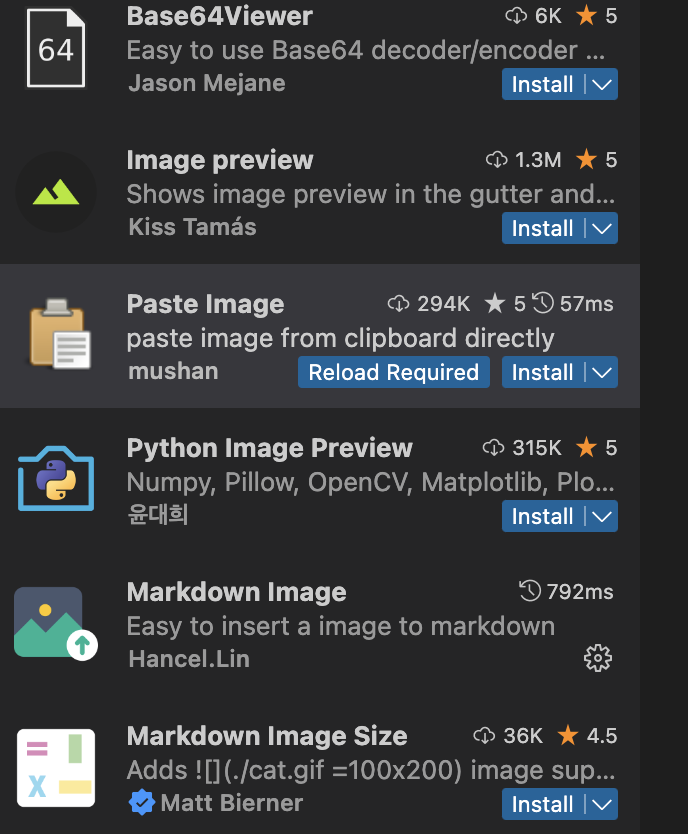 64
Base64Viewer 6K 5
Easy to use Base64 decoder/encoder ...
Jason Mejane Install
Image preview 1.3M 5
Shows image preview in the gutter and...
Kiss Tamás Install
Paste Image 294K 5 57ms
paste image from clipboard directly
mushan Reload Required Install
Python Image Preview 315K 5
Numpy, Pillow, OpenCV, Matplotlib, Plo...
윤대희 Install
Markdown Image 792ms
Easy to insert a image to markdown
Hancel.Lin
Markdown Image Size 36K 4.5
Adds ![](./cat.gif =100x200) image sup...
X Matt Bierner Install